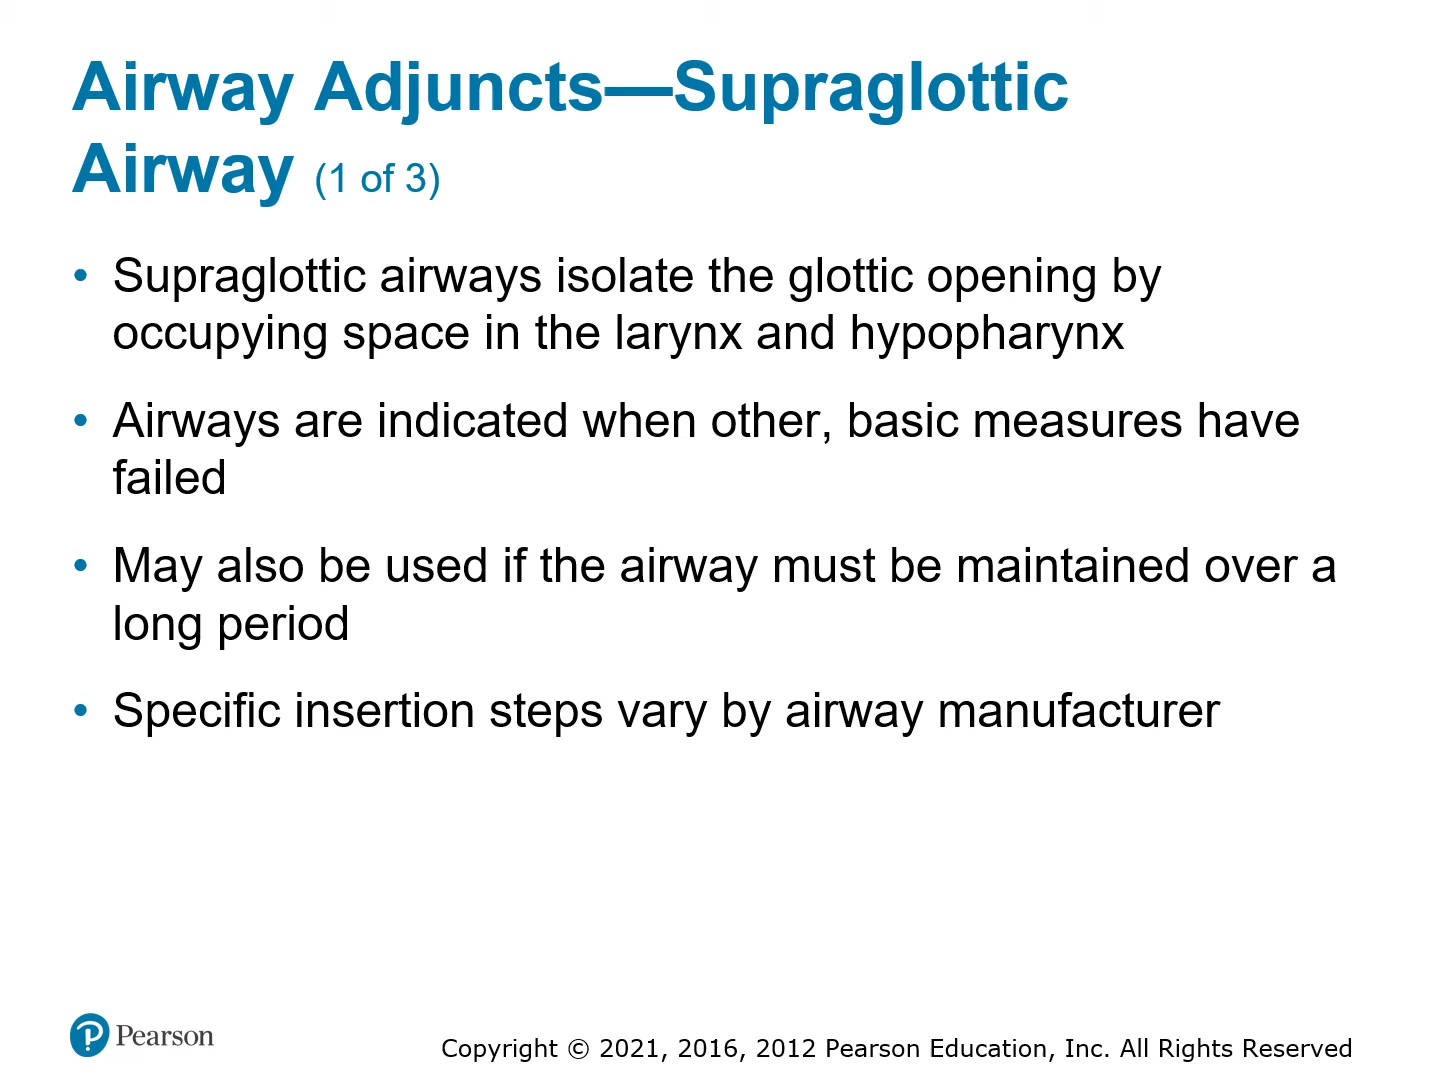 Airway Adjuncts—Supraglottic
Airway (1 of 3)
• Supraglottic airways isolate the glottic opening by
occupying space in the larynx and hypopharynx
• Airways are indicated when other, basic measures have
failed
• May also be used if the airway must be maintained over a
long period
• Specific insertion steps vary by airway manufacturer
P Pearson
Copyright © 2021, 2016, 2012 Pearson Education, Inc. All Rights Reserved